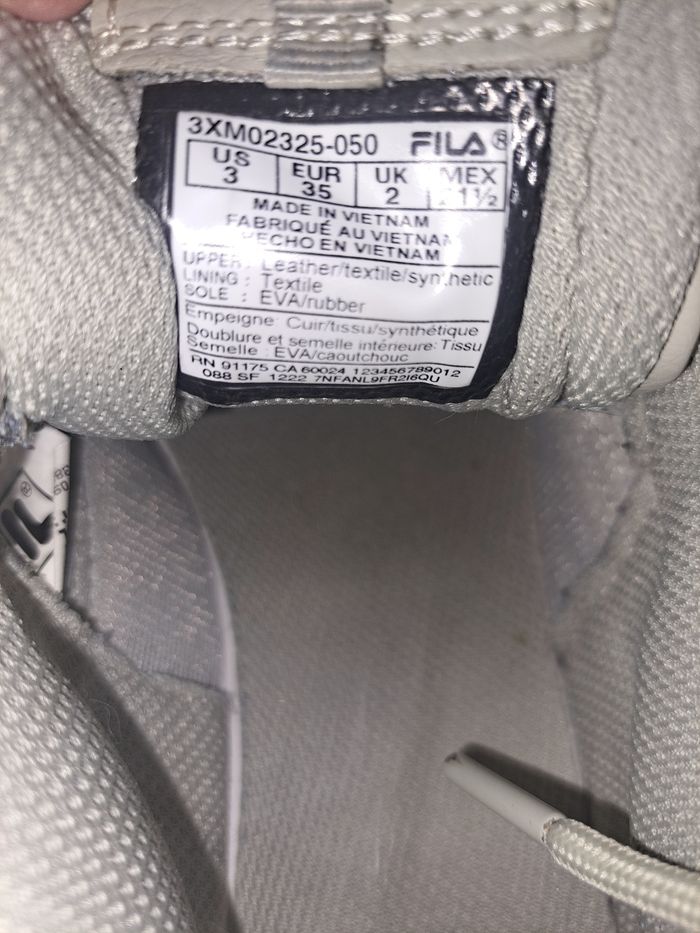 3XM02325-050 FILA®
US EUR UK MEX
3 35 2 21½
MADE IN VIETNAM
FABRIQUÉ AU VIETNAM
HECHO EN VIETNAM
UPPER : Leather/textile/synthetic
LINING : Textile
SOLE : EVA/rubber
Empeigne: Cuir/tissu/synthétique
Doublure et semelle intérieure: Tissu
Semelle : EVA/caoutchouc
RN 91175 CA 60024 123456789012
088 SF 1222 7NFANL9FR2I6QU